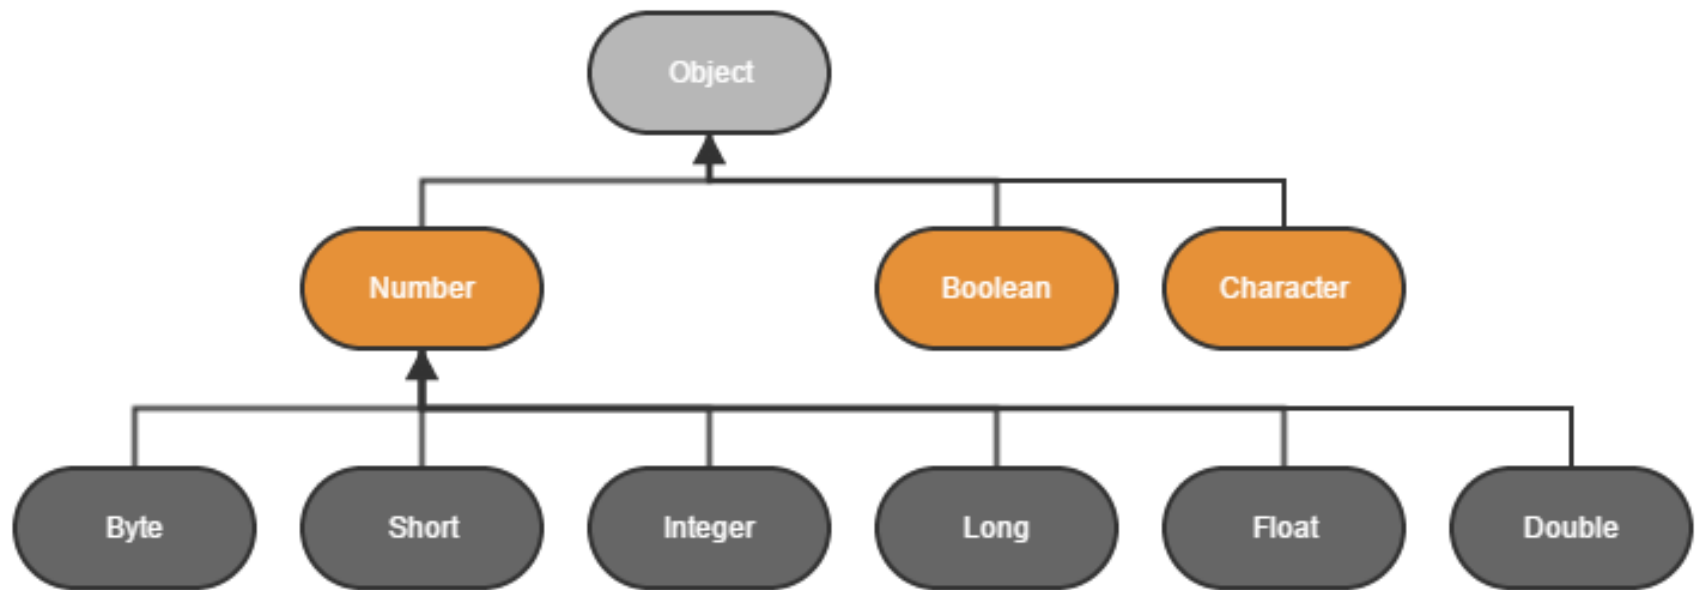 Object
Number
Boolean
Character
Byte
Short
Integer
Long
Float
Double